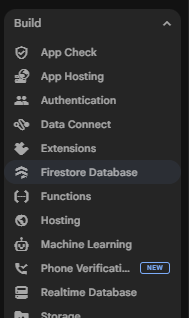 Build
App Check
App Hosting
Authentication
Data Connect
Extensions
Firestore Database
Functions
Hosting
Machine Learning
Phone Verificati... NEW
Realtime Database
Storage